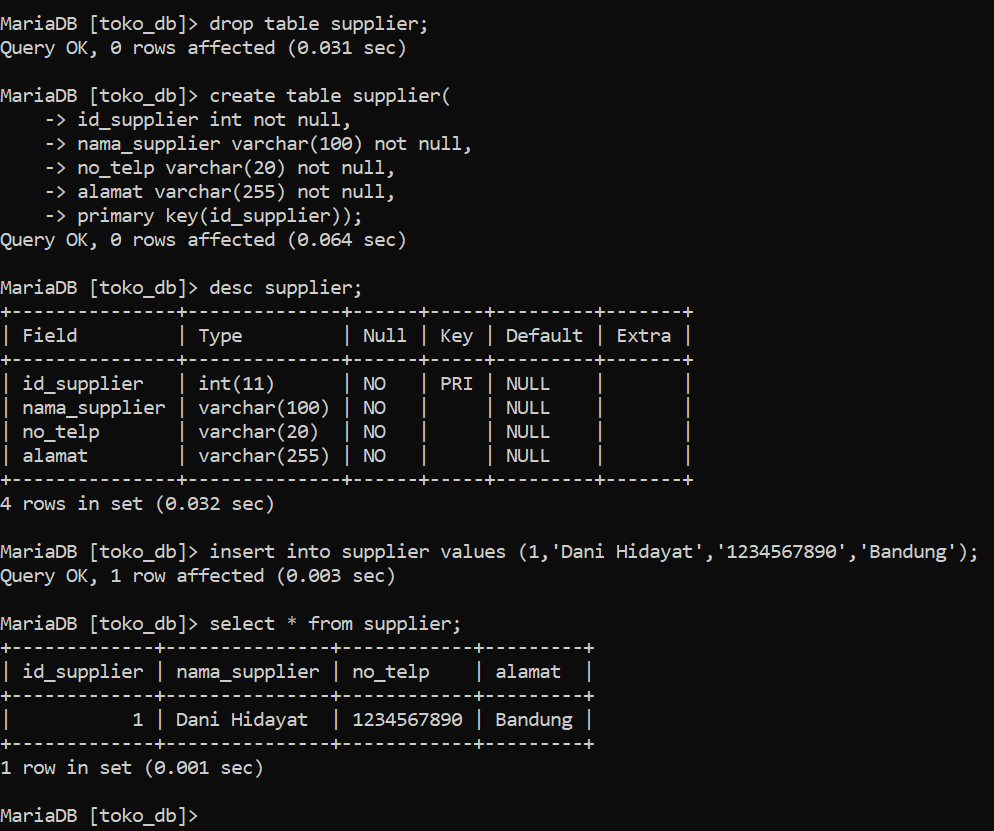 MariaDB [toko_db]> drop table supplier;
Query OK, 0 rows affected (0.031 sec)

MariaDB [toko_db]> create table supplier(
    -> id_supplier int not null,
    -> nama_supplier varchar(100) not null,
    -> no_telp varchar(20) not null,
    -> alamat varchar(255) not null,
    -> primary key(id_supplier));
Query OK, 0 rows affected (0.064 sec)

MariaDB [toko_db]> desc supplier;
+---------------+--------------+------+-----+---------+-------+
| Field         | Type         | Null | Key | Default | Extra |
+---------------+--------------+------+-----+---------+-------+
| id_supplier   | int(11)      | NO   | PRI | NULL    |       |
| nama_supplier | varchar(100) | NO   |     | NULL    |       |
| no_telp       | varchar(20)  | NO   |     | NULL    |       |
| alamat        | varchar(255) | NO   |     | NULL    |       |
+---------------+--------------+------+-----+---------+-------+
4 rows in set (0.032 sec)

MariaDB [toko_db]> insert into supplier values (1,'Dani Hidayat','1234567890','Bandung');
Query OK, 1 row affected (0.003 sec)

MariaDB [toko_db]> select * from supplier;
+-------------+---------------+------------+---------+
| id_supplier | nama_supplier | no_telp    | alamat  |
+-------------+---------------+------------+---------+
|           1 | Dani Hidayat  | 1234567890 | Bandung |
+-------------+---------------+------------+---------+
1 row in set (0.001 sec)

MariaDB [toko_db]>